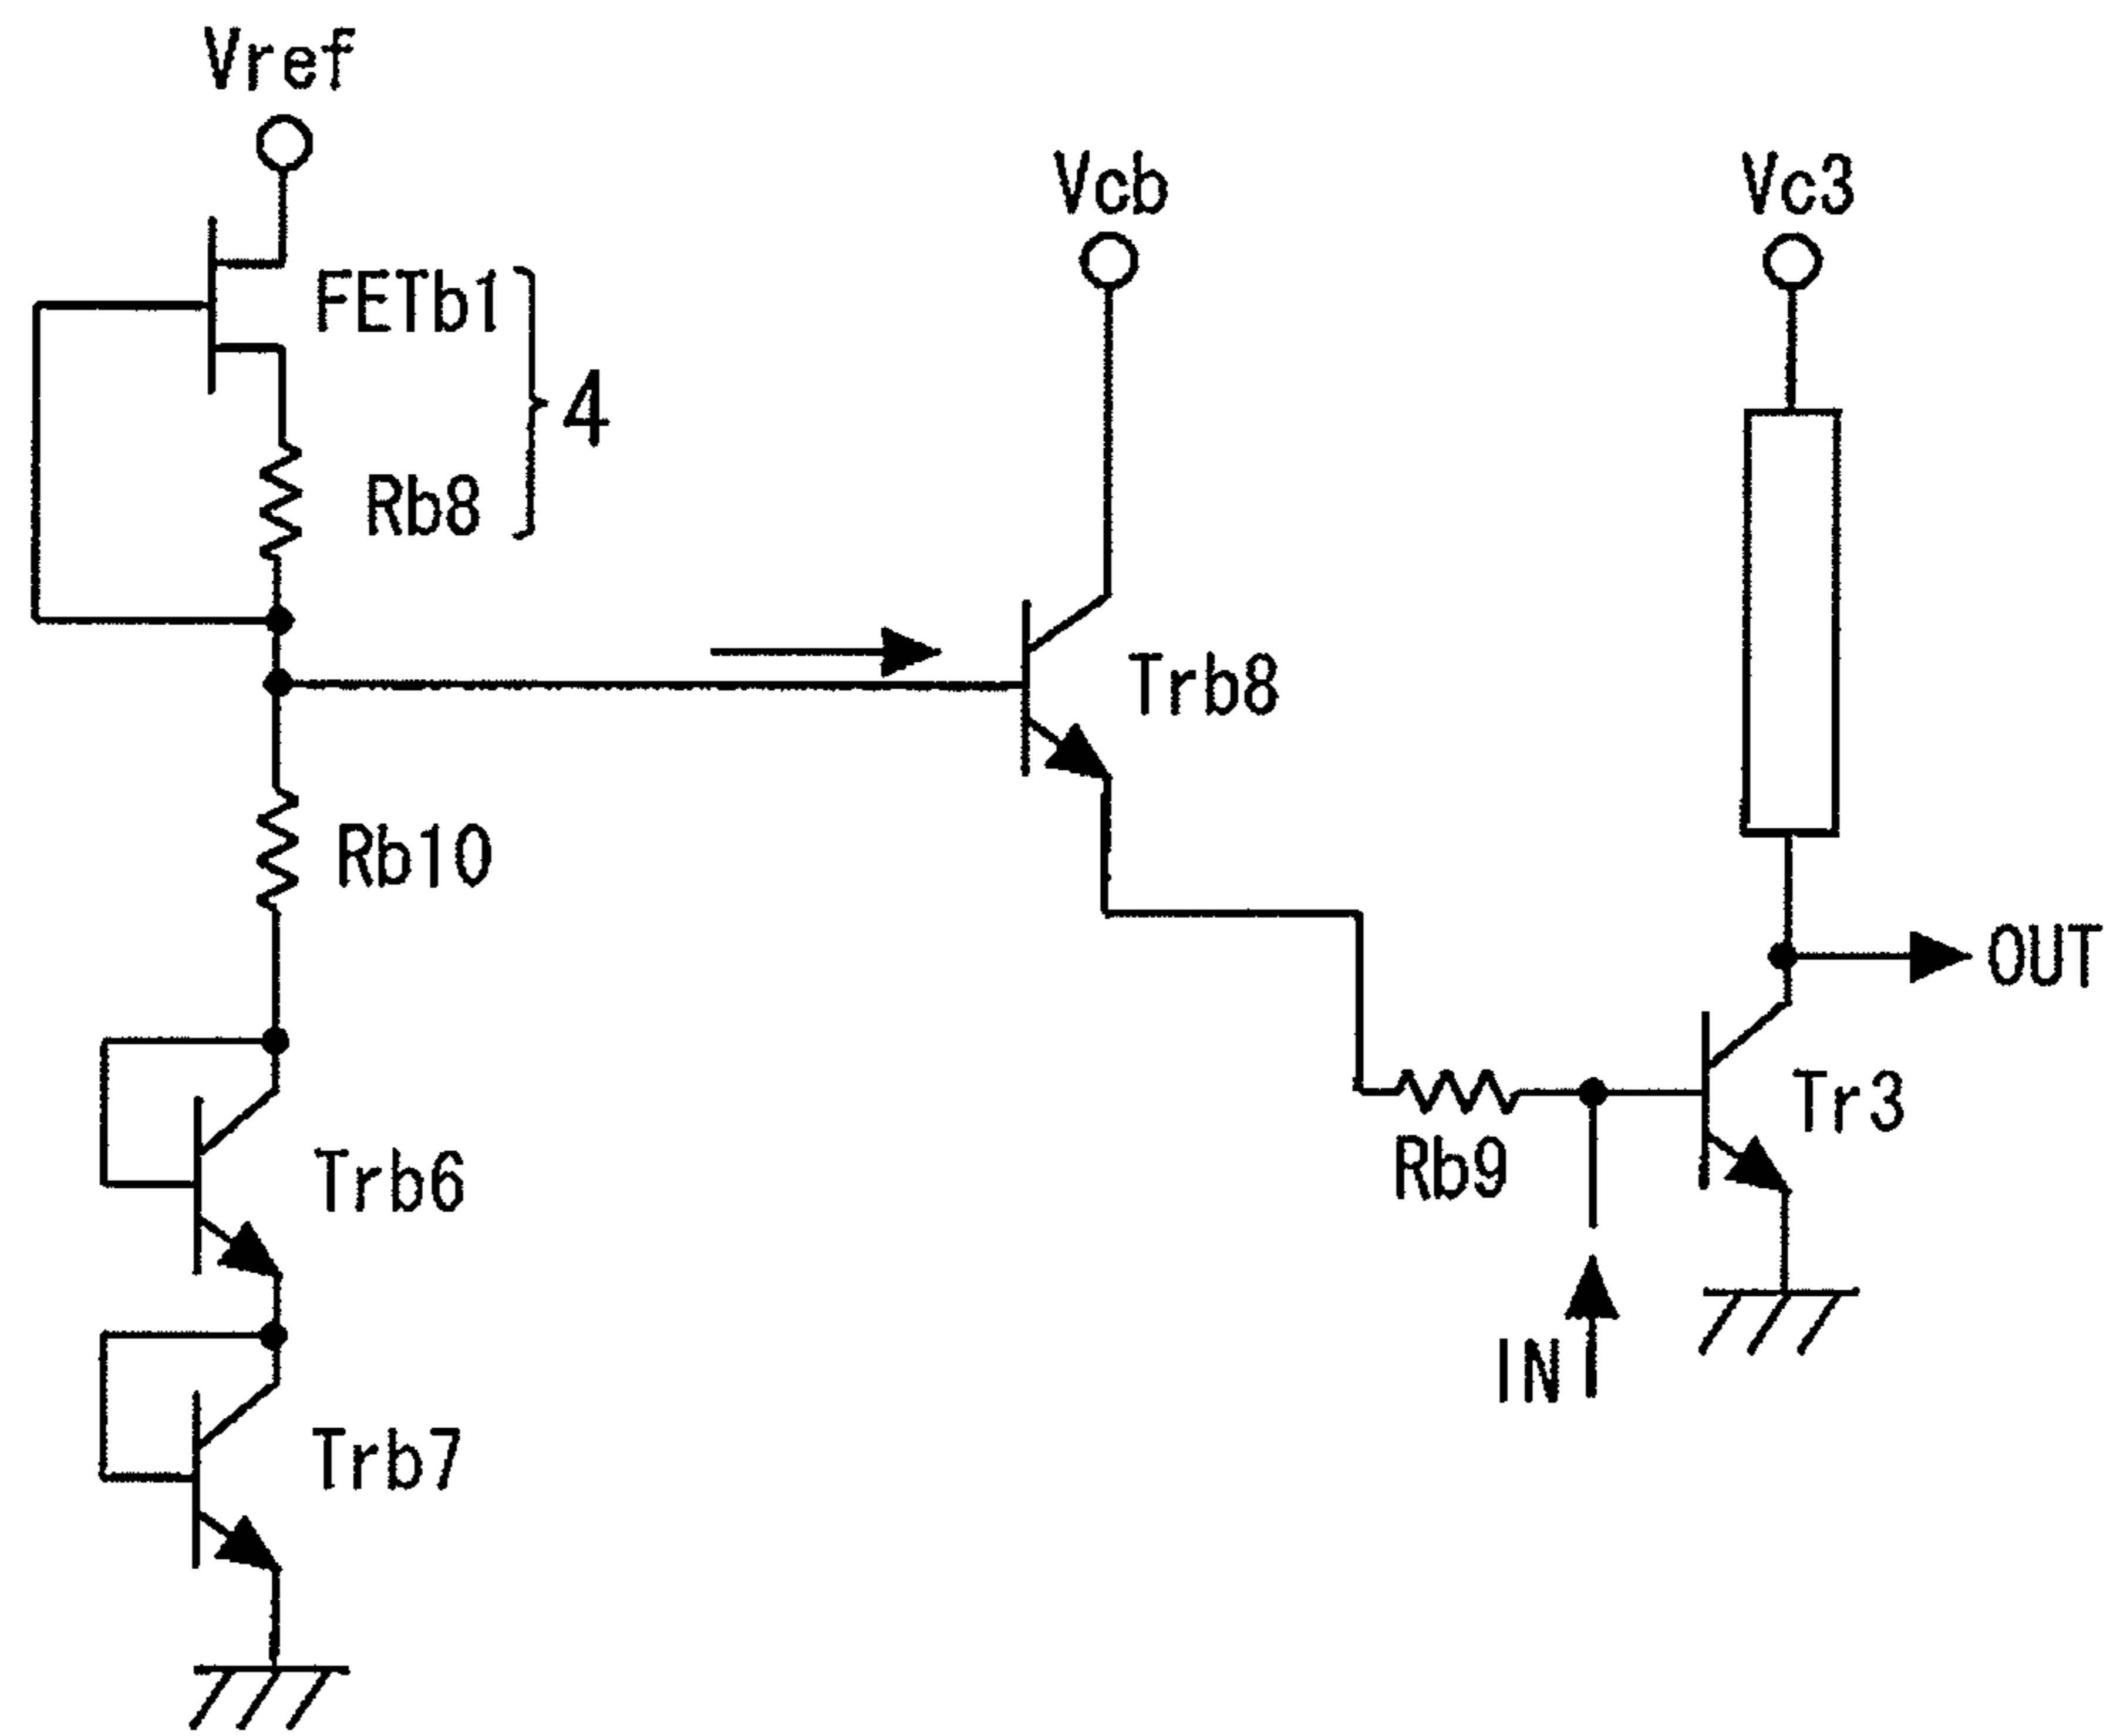 Vref
Vcb
Vc3
FETb1
4
Rb8
Trb8
Rb10
OUT
Tr3
Rb9
Trb6
IN
Trb7